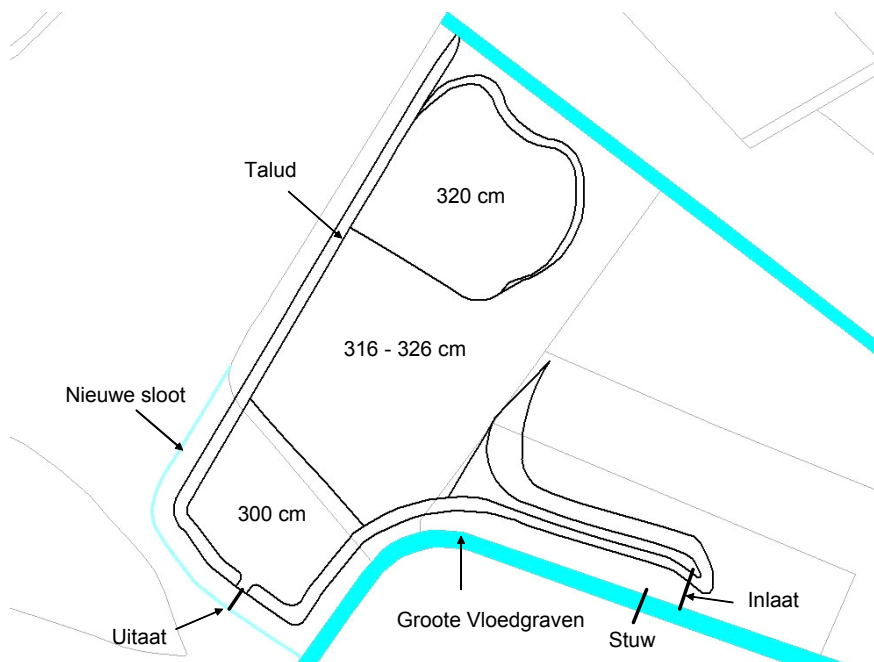 Talud
320 cm
316 - 326 cm
Nieuwe sloot
300 cm
Inlaat
Groote Vloedgraven
Uitaat
Stuw